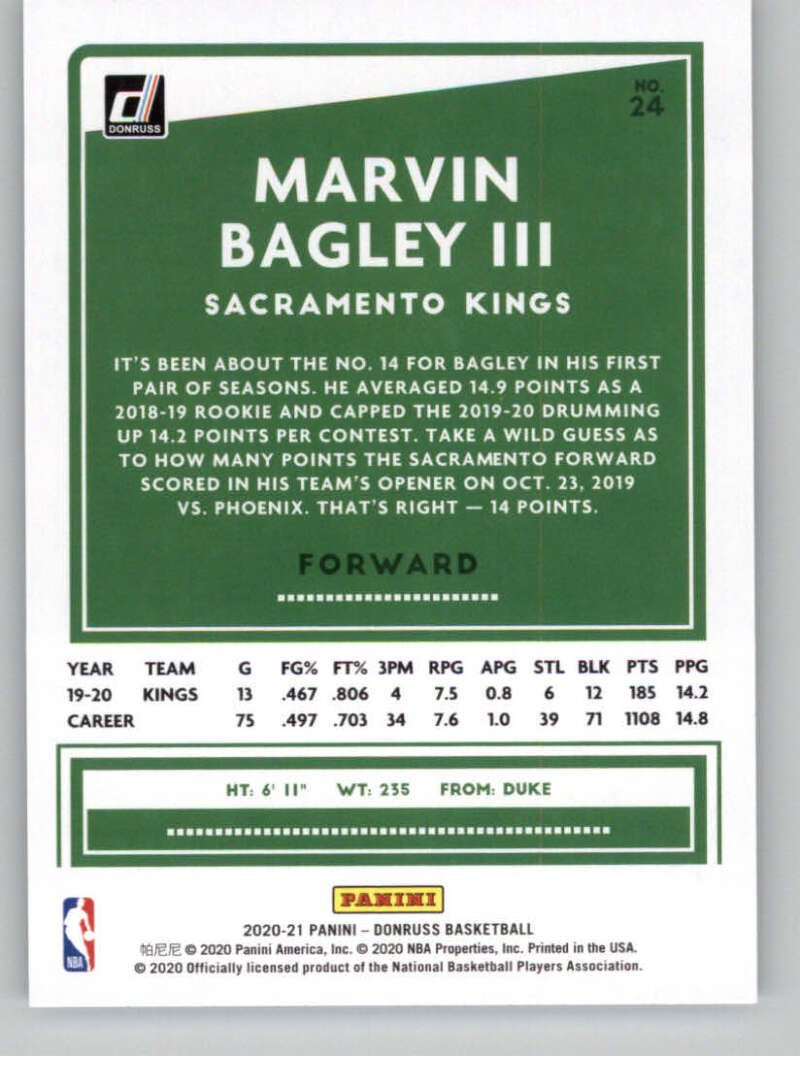 DONRUSS
NO.
24
MARVIN
BAGLEY III
SACRAMENTO KINGS
IT'S BEEN ABOUT THE NO. 14 FOR BAGLEY IN HIS FIRST
PAIR OF SEASONS. HE AVERAGED 14.9 POINTS AS A
2018-19 ROOKIE AND CAPPED THE 2019-20 DRUMMING
UP 14.2 POINTS PER CONTEST. TAKE A WILD GUESS AS
TO HOW MANY POINTS THE SACRAMENTO FORWARD
SCORED IN HIS TEAM'S OPENER ON OCT. 23, 2019
VS. PHOENIX. THAT'S RIGHT — 14 POINTS.
FORWARD
YEAR TEAM G FG% FT% 3PM RPG APG STL BLK PTS PPG
19-20 KINGS 13 .467 .806 4 7.5 0.8 6 12 185 14.2
CAREER 75 .497 .703 34 7.6 1.0 39 71 1108 14.8
HT: 6' 11" WT: 235 FROM: DUKE
PANINI
2020-21 PANINI – DONRUSS BASKETBALL
帕尼尼 © 2020 Panini America, Inc. © 2020 NBA Properties, Inc. Printed in the USA.
© 2020 Officially licensed product of the National Basketball Players Association.
NBA